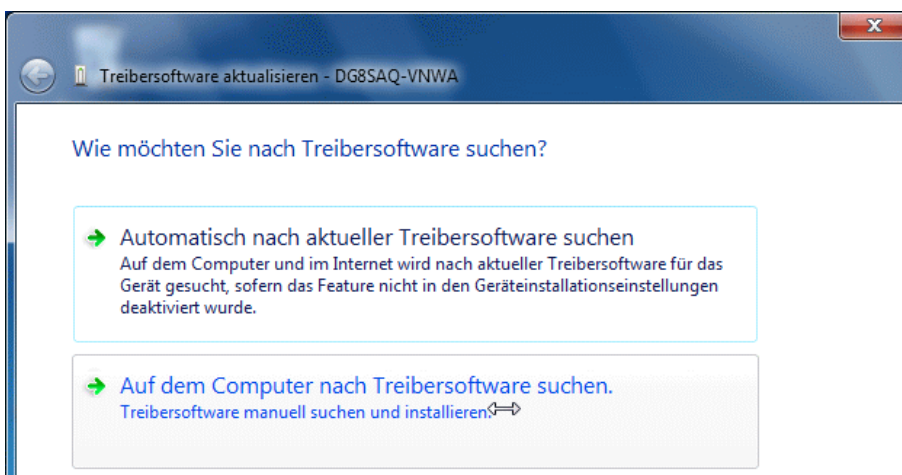 Treibersoftware aktualisieren - DG8SAQ-VNWA
Wie möchten Sie nach Treibersoftware suchen?
Automatisch nach aktueller Treibersoftware suchen
Auf dem Computer und im Internet wird nach aktueller Treibersoftware für das
Gerät gesucht, sofern das Feature nicht in den Geräteinstallationseinstellungen
deaktiviert wurde.
Auf dem Computer nach Treibersoftware suchen.
Treibersoftware manuell suchen und installieren.